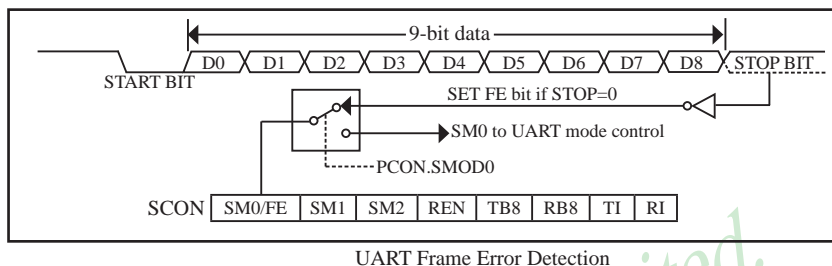 9-bit data
D0 D1 D2 D3 D4 D5 D6 D7 D8 STOP BIT
START BIT
SET FE bit if STOP=0
SM0 to UART mode control
PCON.SMOD0
SCON SM0/FE SM1 SM2 REN TB8 RB8 TI RI
UART Frame Error Detection